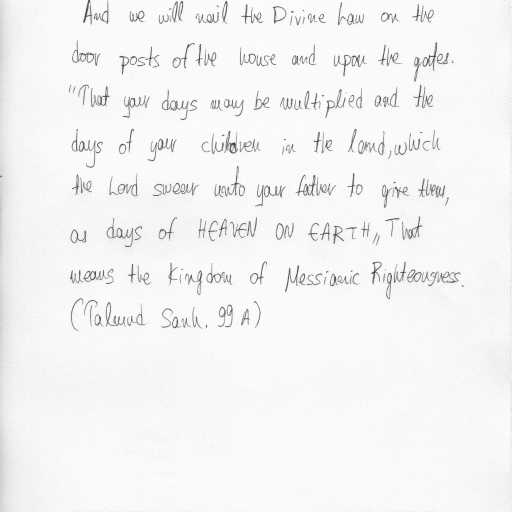 And we will nail the Divine Law on the
door posts of the house and upon the gates.
"That your days may be multiplied and the
days of your children in the land, which
the Lord swear unto your father to give them,
as days of HEAVEN ON EARTH,, That
means the Kingdom of Messianic Righteousness.
(Talmud Sanh. 99 A)